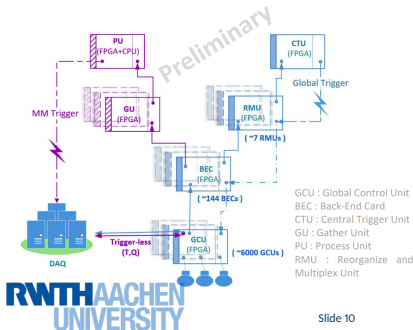 Preliminary
PU
(FPGA+CPU)
CTU
(FPGA)
Global Trigger
MM Trigger
GU
(FPGA)
RMU
(FPGA)
(~7 RMUs)
BEC
(FPGA)
(~144 BECs)
Trigger-less
(T,Q)
GCU
(FPGA)
(~6000 GCUs)
DAQ
GCU : Global Control Unit
BEC : Back-End Card
CTU : Central Trigger Unit
GU : Gather Unit
PU : Process Unit
RMU : Reorganize and
Multiplex Unit
RWTHAACHEN
UNIVERSITY
Slide 10